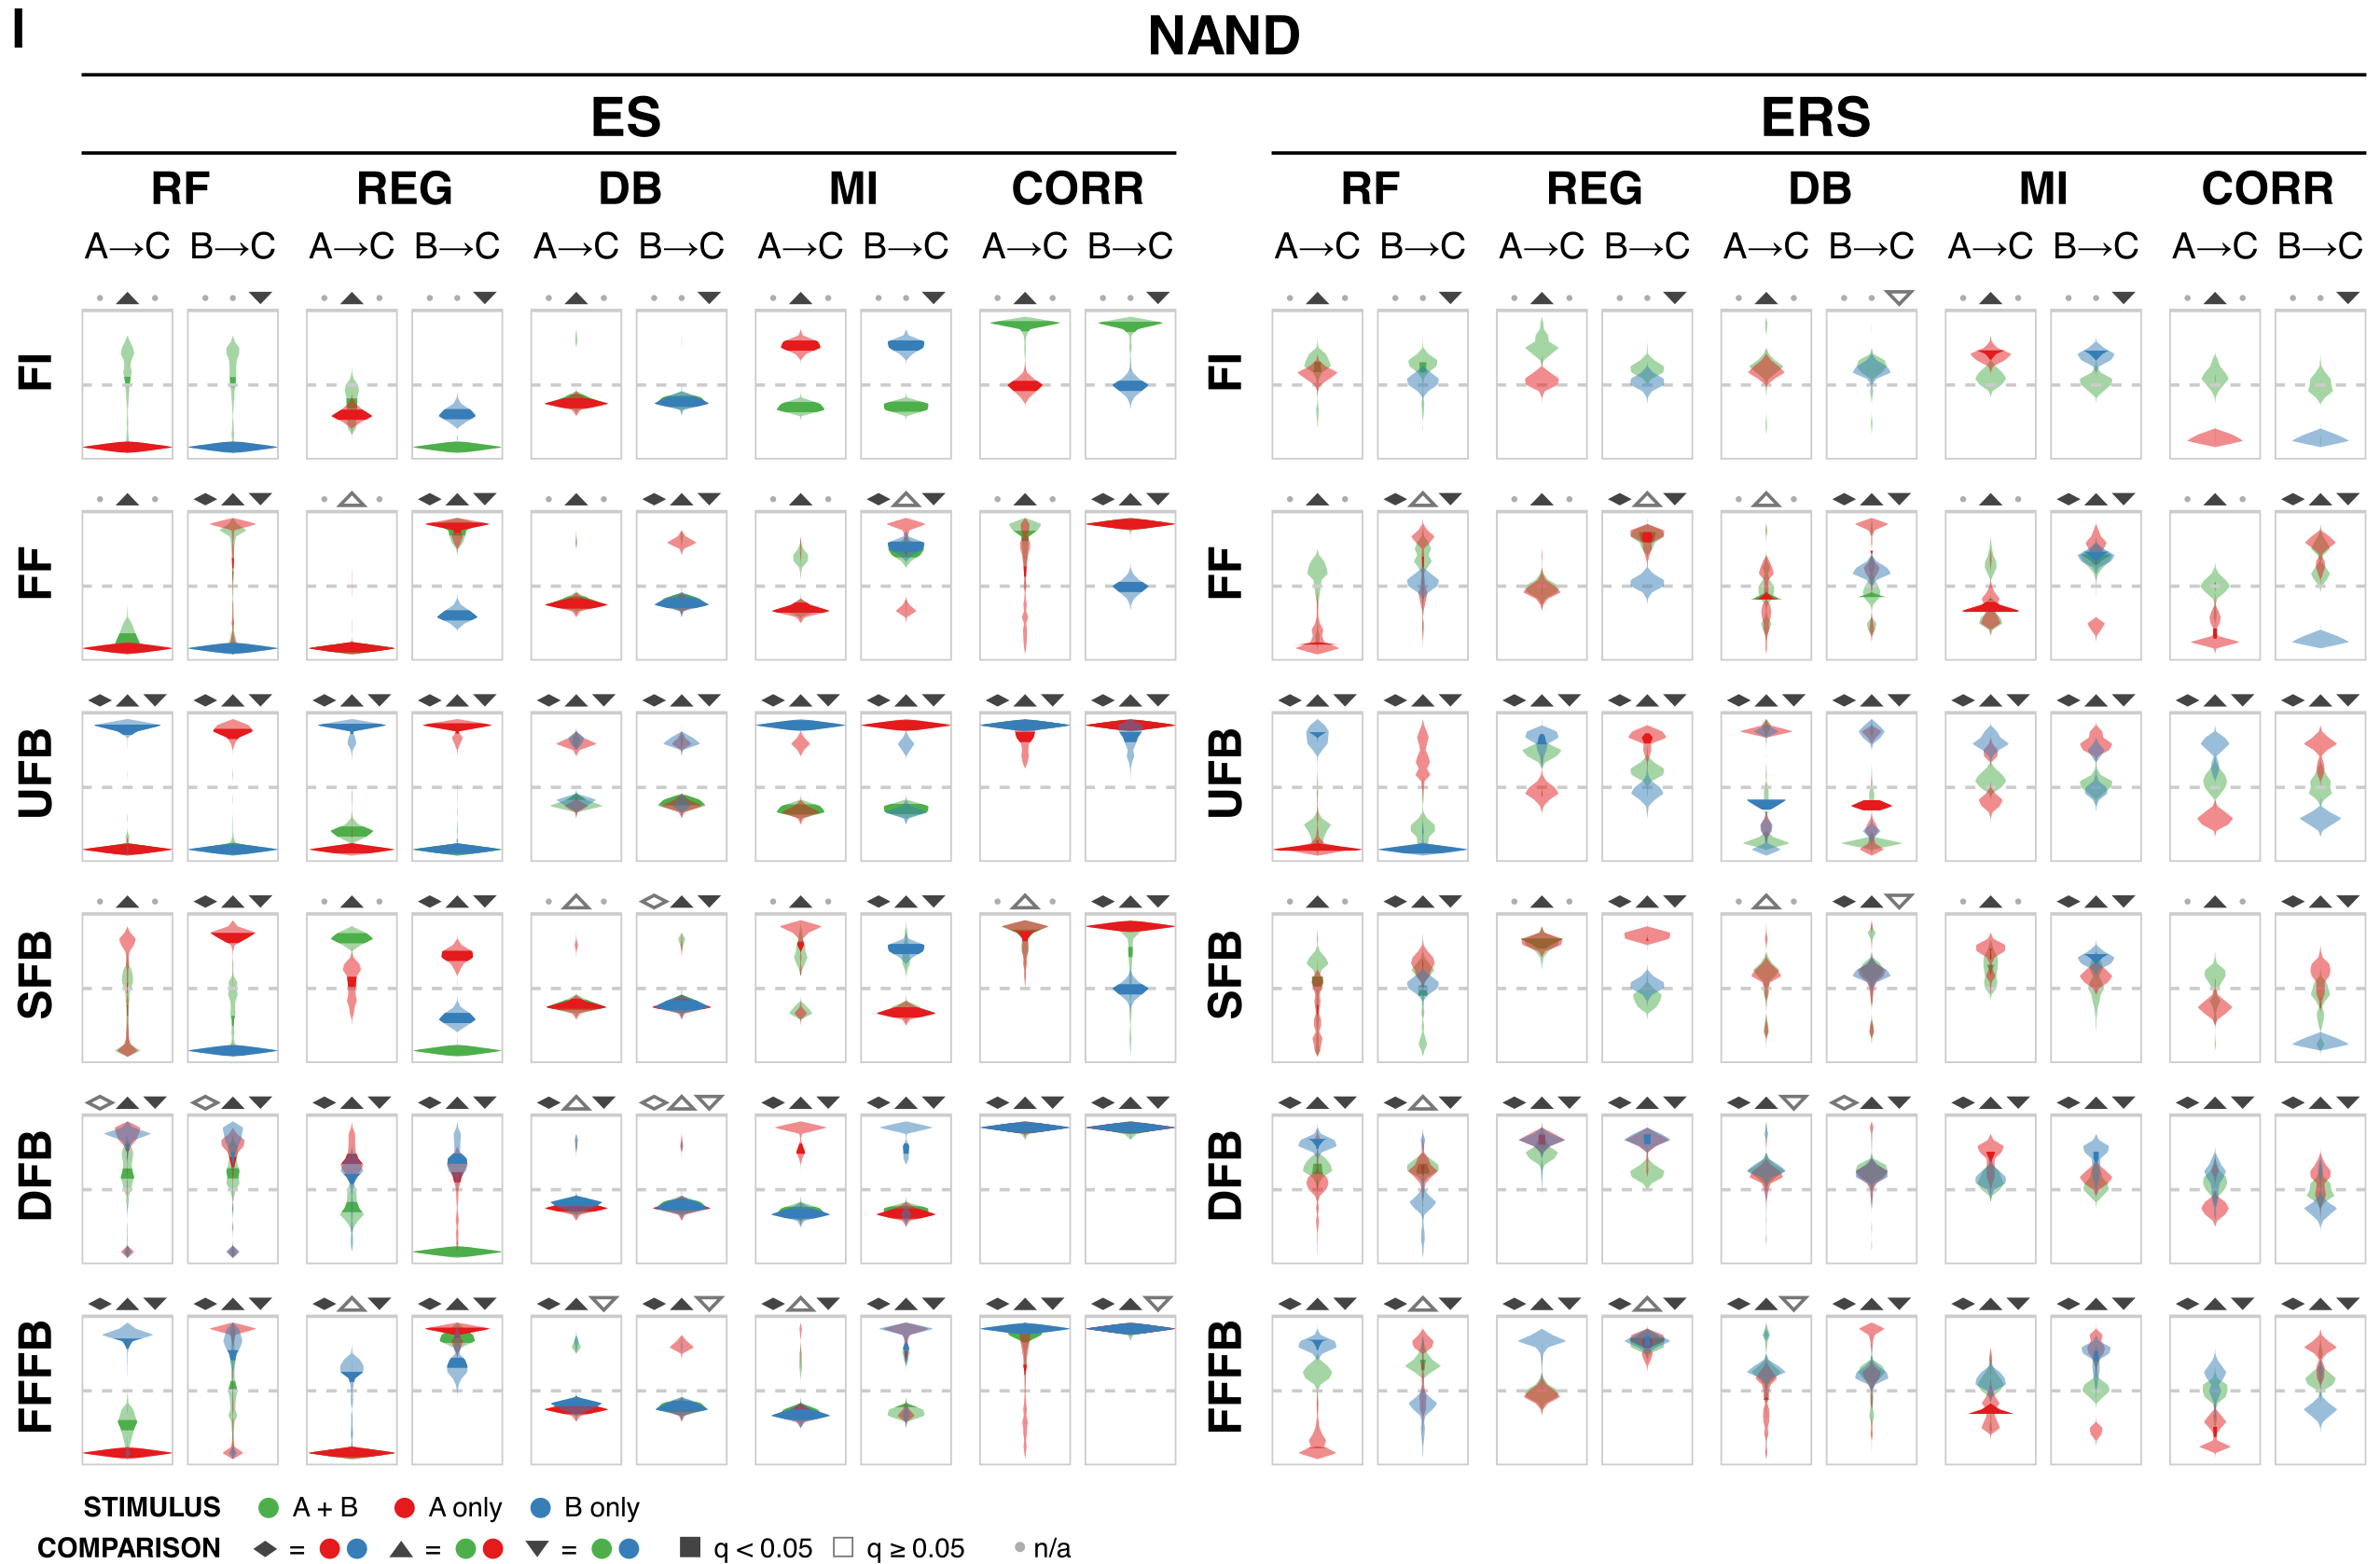 I
NAND
ES ERS
RF REG DB MI CORR RF REG DB MI CORR
A→C B→C A→C B→C A→C B→C A→C B→C A→C B→C A→C B→C A→C B→C A→C B→C A→C B→C A→C B→C
FI FI
FF FF
UFB UFB
SFB SFB
DFB DFB
FFFB FFFB
STIMULUS A + B A only B only
COMPARISON = = = q < 0.05 q ≥ 0.05 n/a